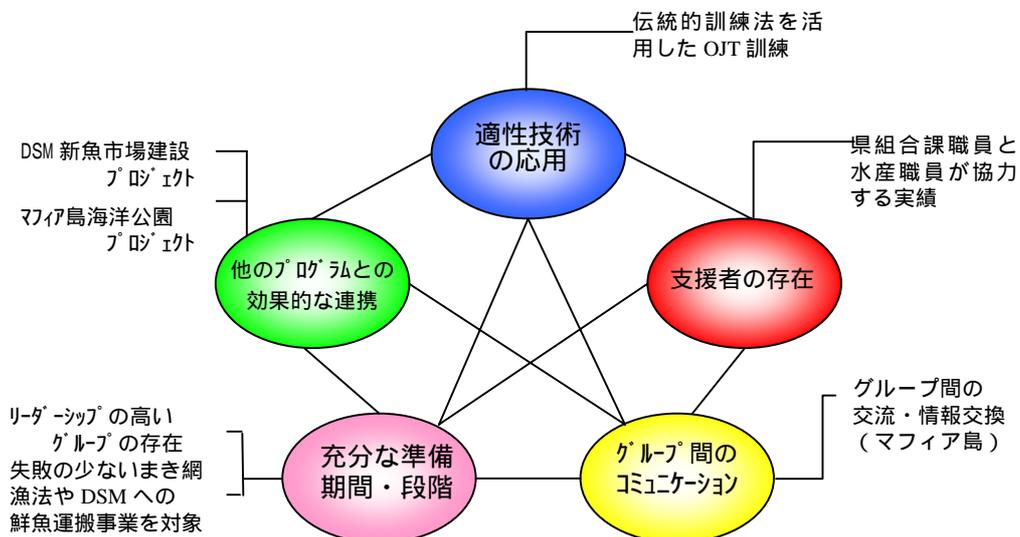 伝統的訓練法を活
用した OJT 訓練
適性技術
の応用
DSM 新魚市場建設
ﾌﾟﾛｼﾞｪｸﾄ
ﾏﾌｨｱ島海洋公園
ﾌﾟﾛｼﾞｪｸﾄ
県組合課職員と
水産職員が協力
する実績
他のﾌﾟﾛｸﾞﾗﾑとの
効果的な連携
支援者の存在
ﾘｰﾀﾞｰｼｯﾌﾟの高い
ｸﾞﾙｰﾌﾟの存在
失敗の少ないまき網
漁法や DSM への
鮮魚運搬事業を対象
充分な準備
期間・段階
ｸﾞﾙｰﾌﾟ間の
ｺﾐｭﾆケｰｼｮﾝ
グループ間の
交流・情報交換
（マフィア島）